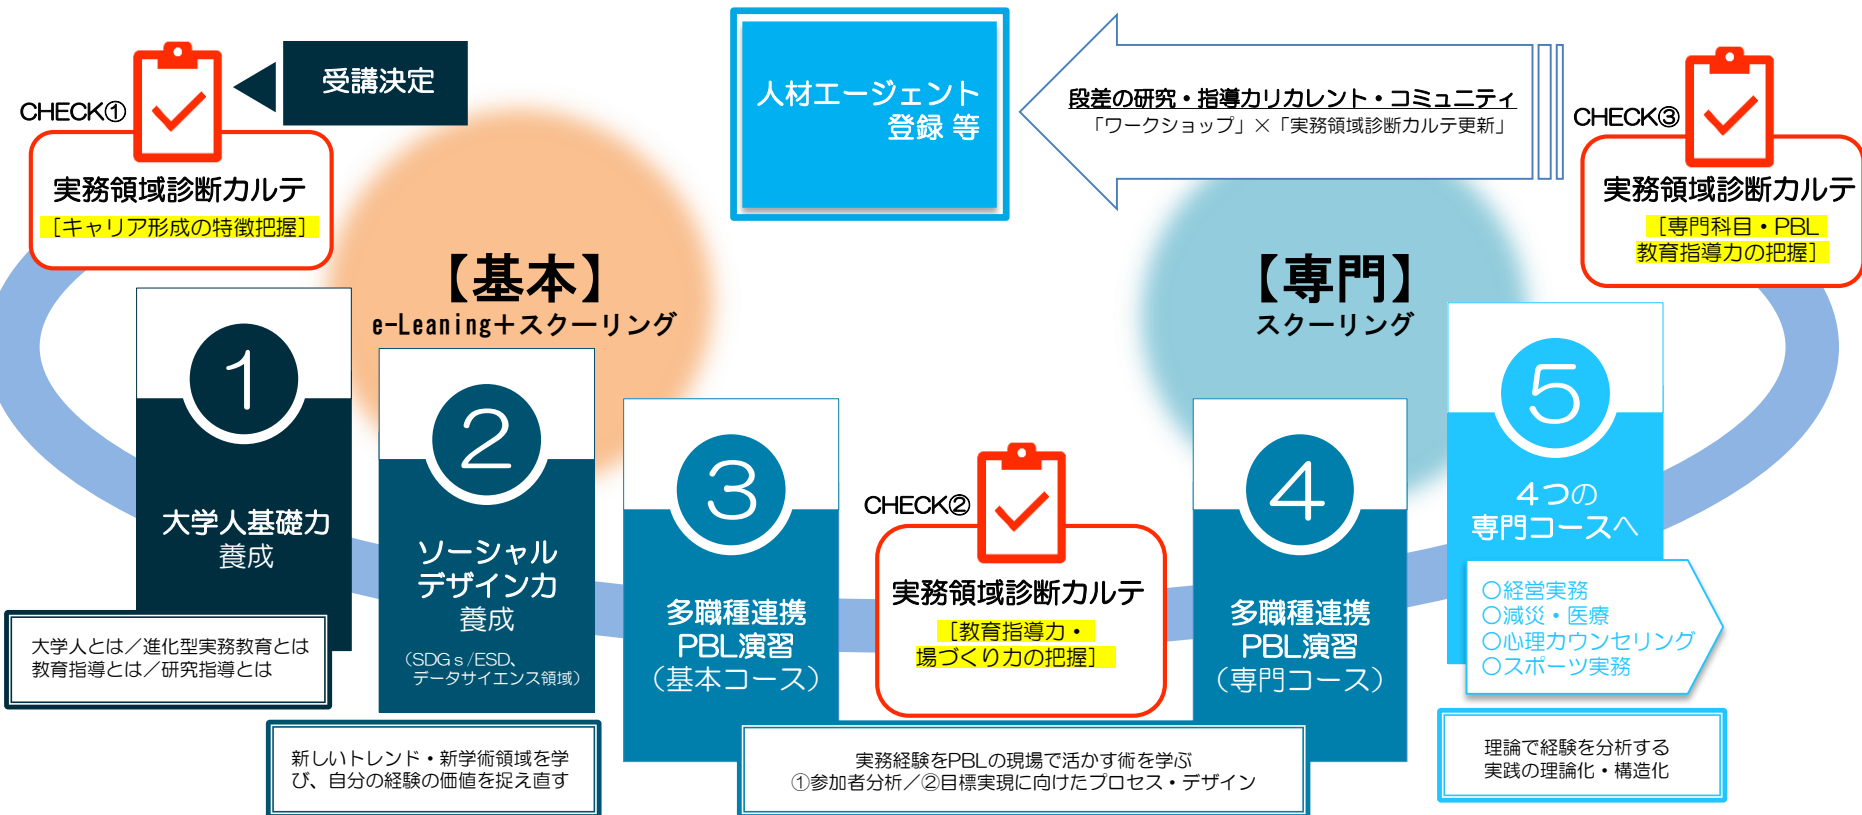 受講決定
CHECK①
実務領域診断カルテ
[キャリア形成の特徴把握]
人材エージェント
登録 等
段差の研究・指導力リカレント・コミュニティ
「ワークショップ」×「実務領域診断カルテ更新」
CHECK③
実務領域診断カルテ
[専門科目・PBL
教育指導力の把握]
【基本】
e-Leaning＋スクーリング
【専門】
スクーリング
1
大学人基礎力
養成
大学人とは／進化型実務教育とは
教育指導とは／研究指導とは
2
ソーシャル
デザイン力
養成
（SDGｓ/ESD、
データサイエンス領域）
新しいトレンド・新学術領域を学
び、自分の経験の価値を捉え直す
3
多職種連携
PBL演習
（基本コース）
CHECK②
実務領域診断カルテ
[教育指導力・
場づくり力の把握]
4
多職種連携
PBL演習
（専門コース）
実務経験をPBLの現場で活かす術を学ぶ
①参加者分析／②目標実現に向けたプロセス・デザイン
5
4つの
専門コースへ
○経営実務
○減災・医療
○心理カウンセリング
○スポーツ実務
理論で経験を分析する
実践の理論化・構造化